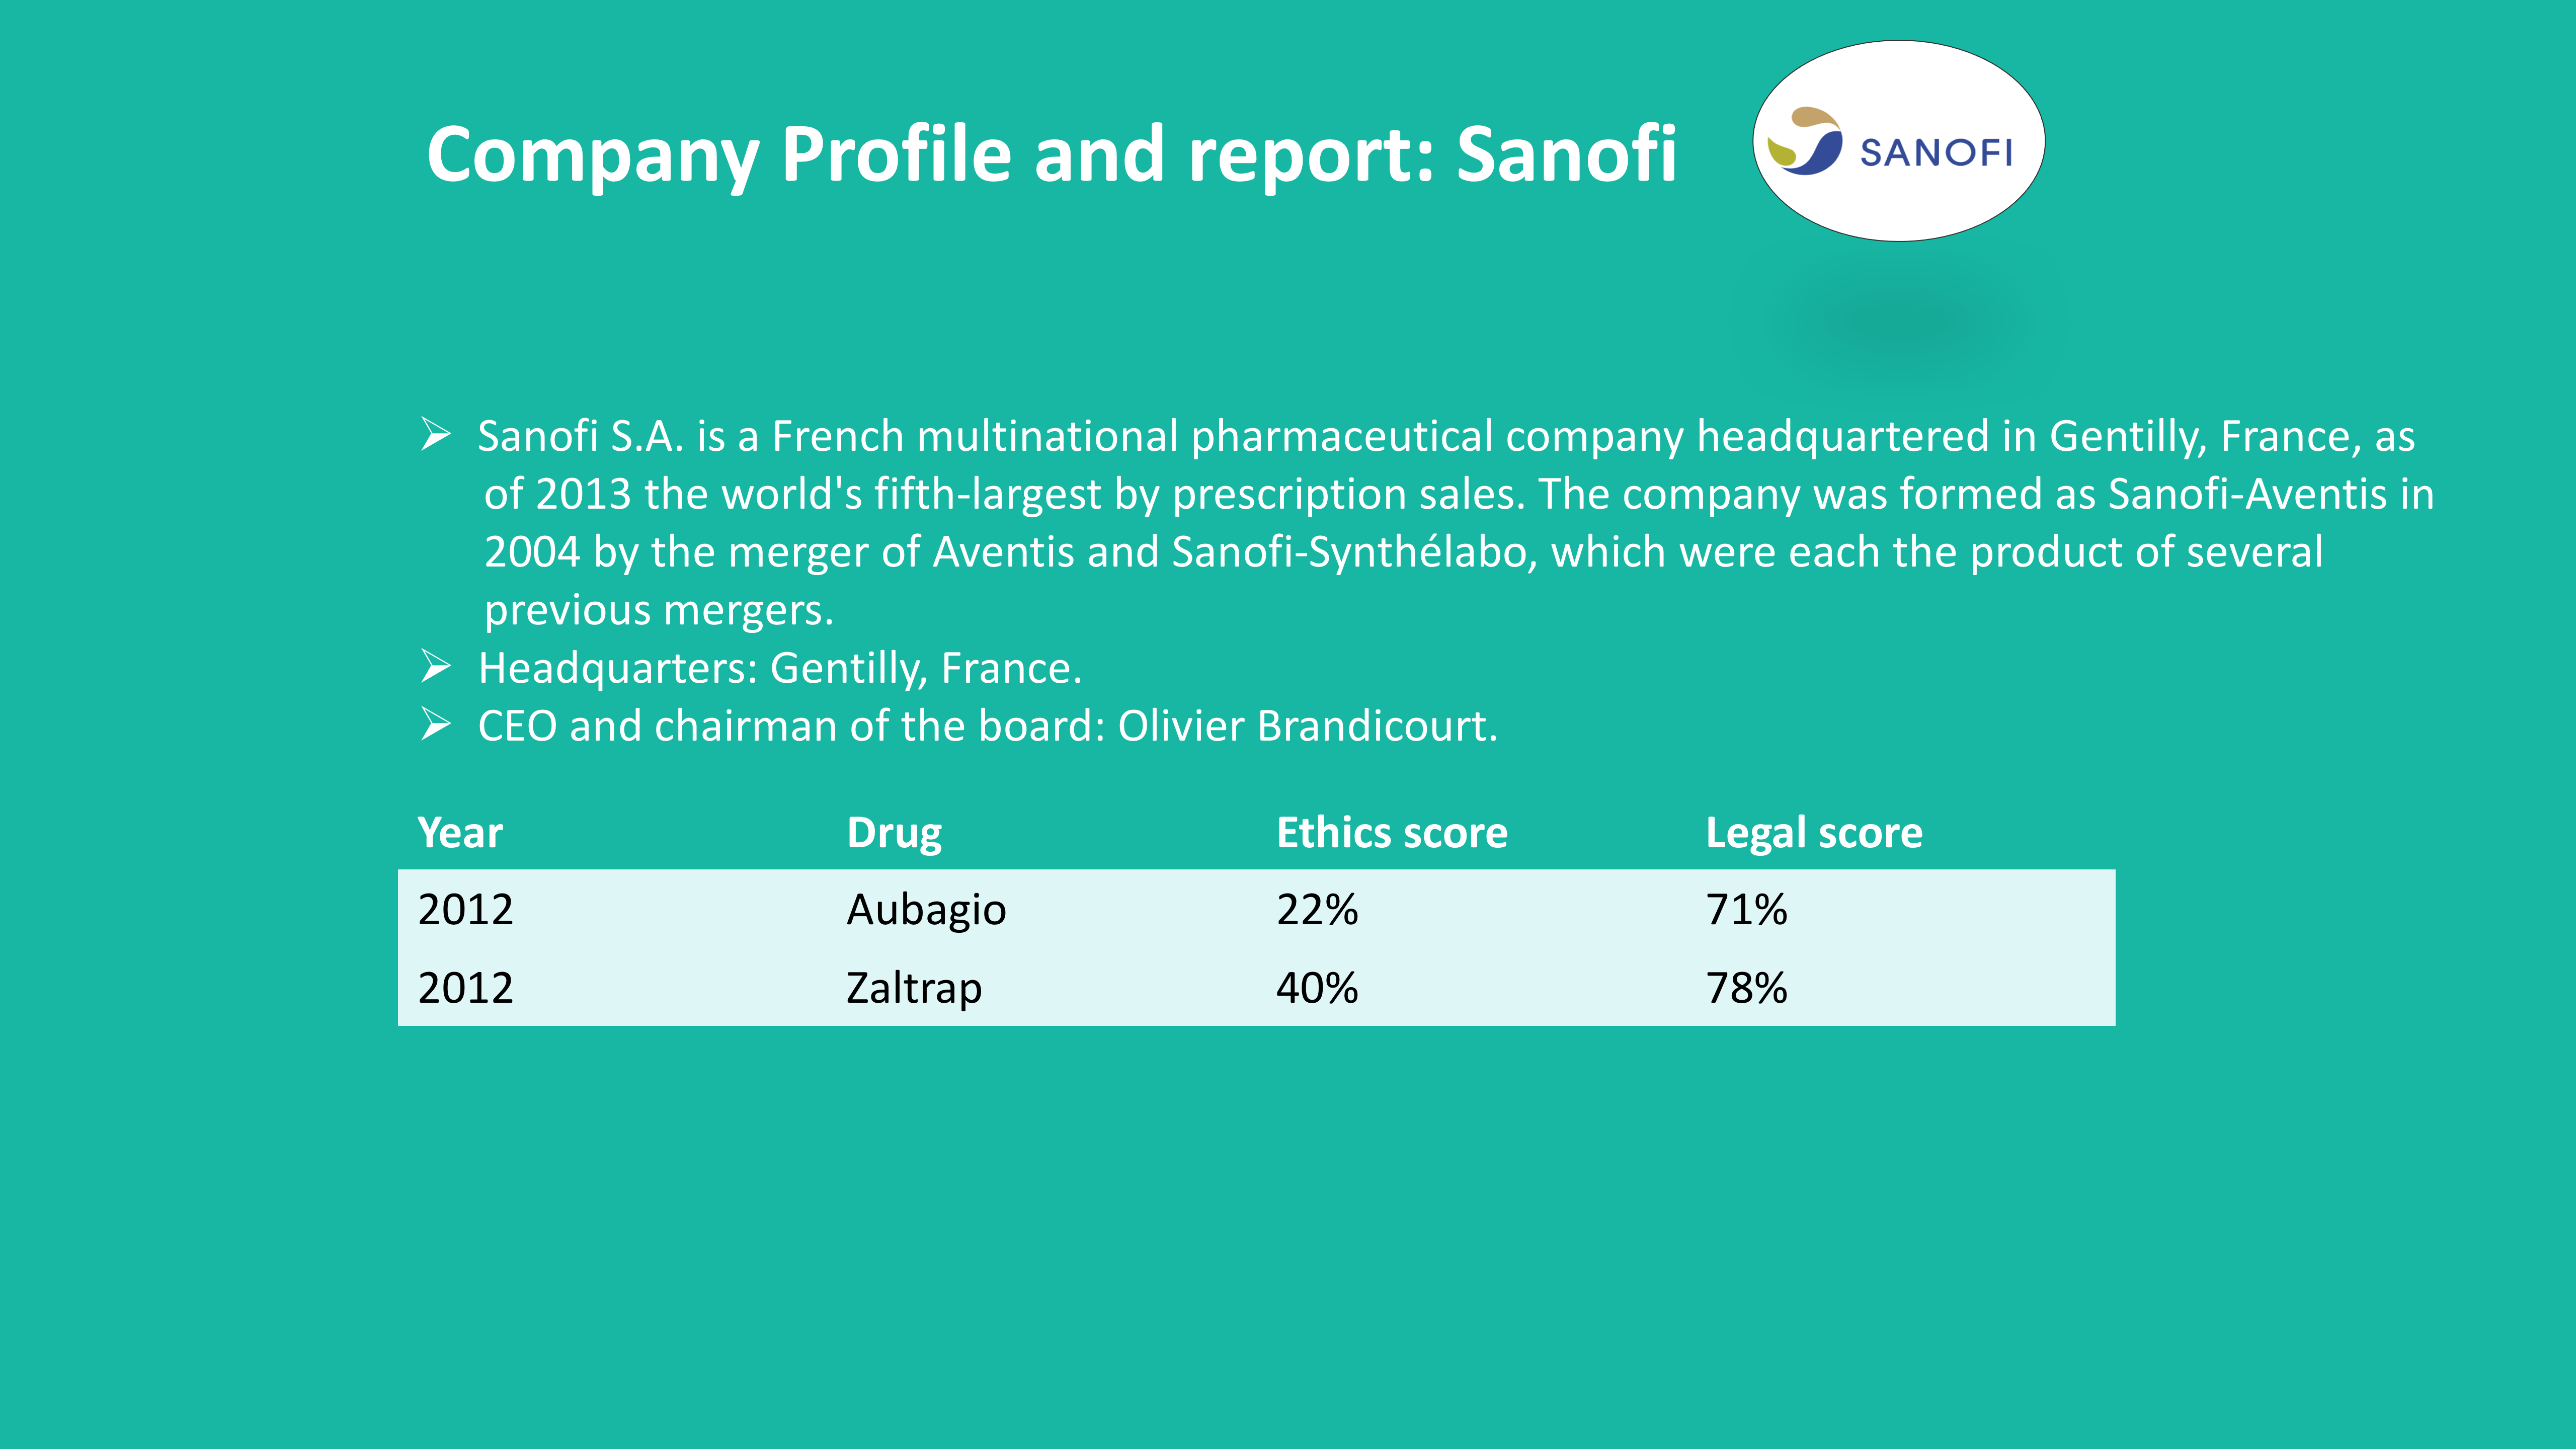 Company Profile and report: Sanofi
SANOFI
➢ Sanofi S.A. is a French multinational pharmaceutical company headquartered in Gentilly, France, as
of 2013 the world's fifth-largest by prescription sales. The company was formed as Sanofi-Aventis in
2004 by the merger of Aventis and Sanofi-Synthélabo, which were each the product of several
previous mergers.
➢ Headquarters: Gentilly, France.
➢ CEO and chairman of the board: Olivier Brandicourt.
Year Drug Ethics score Legal score
2012 Aubagio 22% 71%
2012 Zaltrap 40% 78%